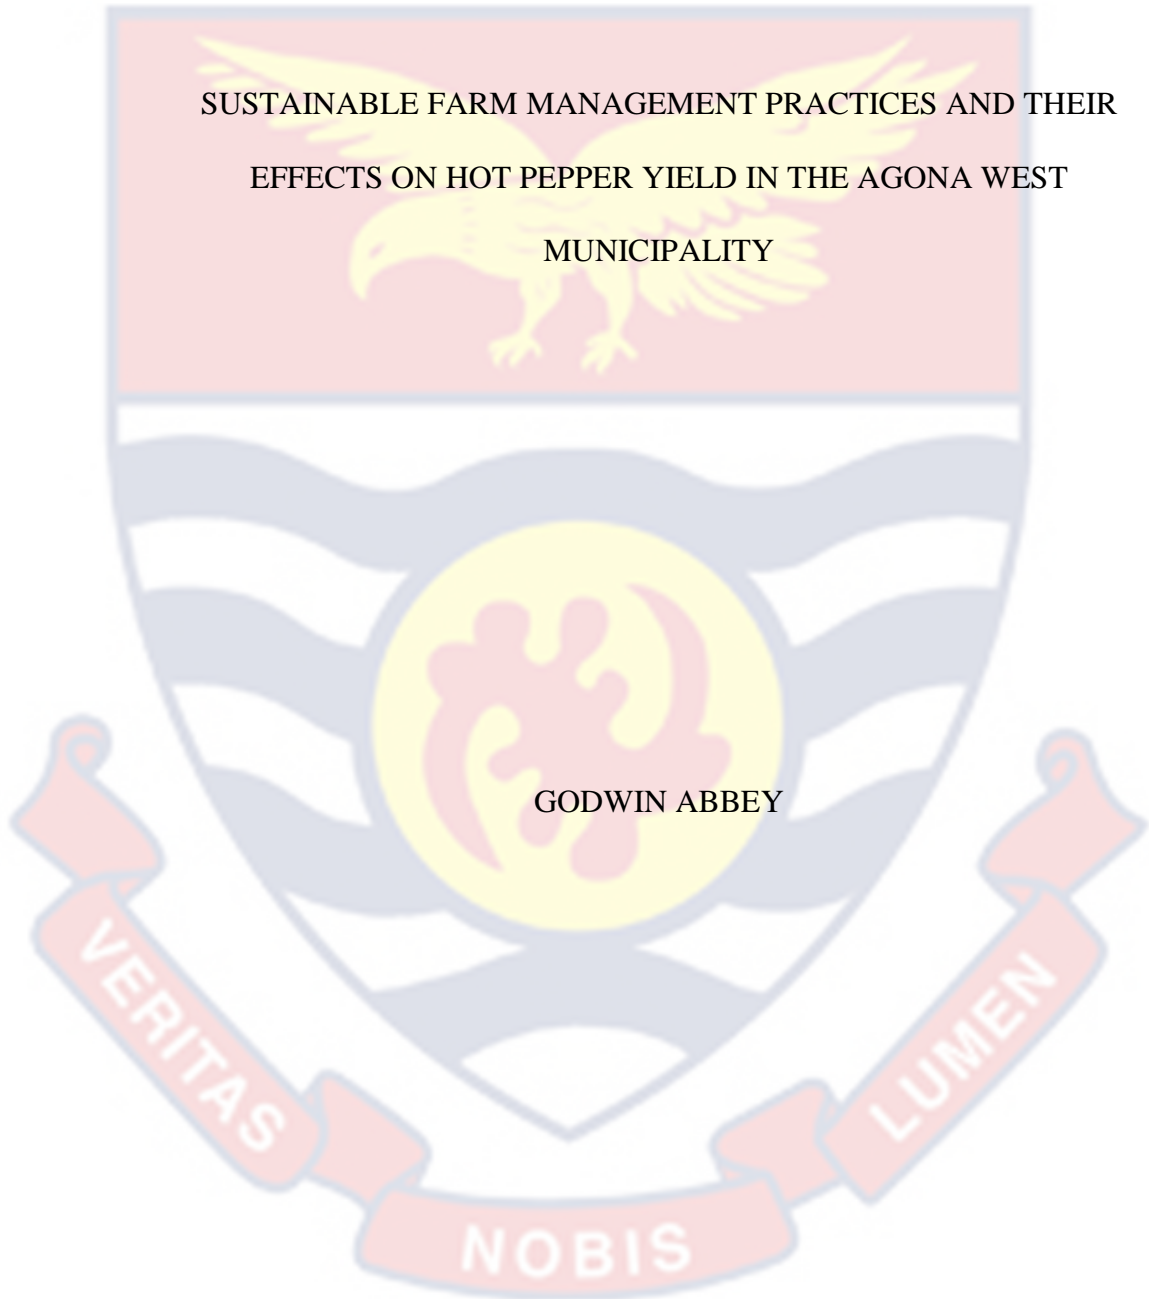 SUSTAINABLE FARM MANAGEMENT PRACTICES AND THEIR
EFFECTS ON HOT PEPPER YIELD IN THE AGONA WEST
MUNICIPALITY
GODWIN ABBEY
VERITAS
NOBIS
LUMEN